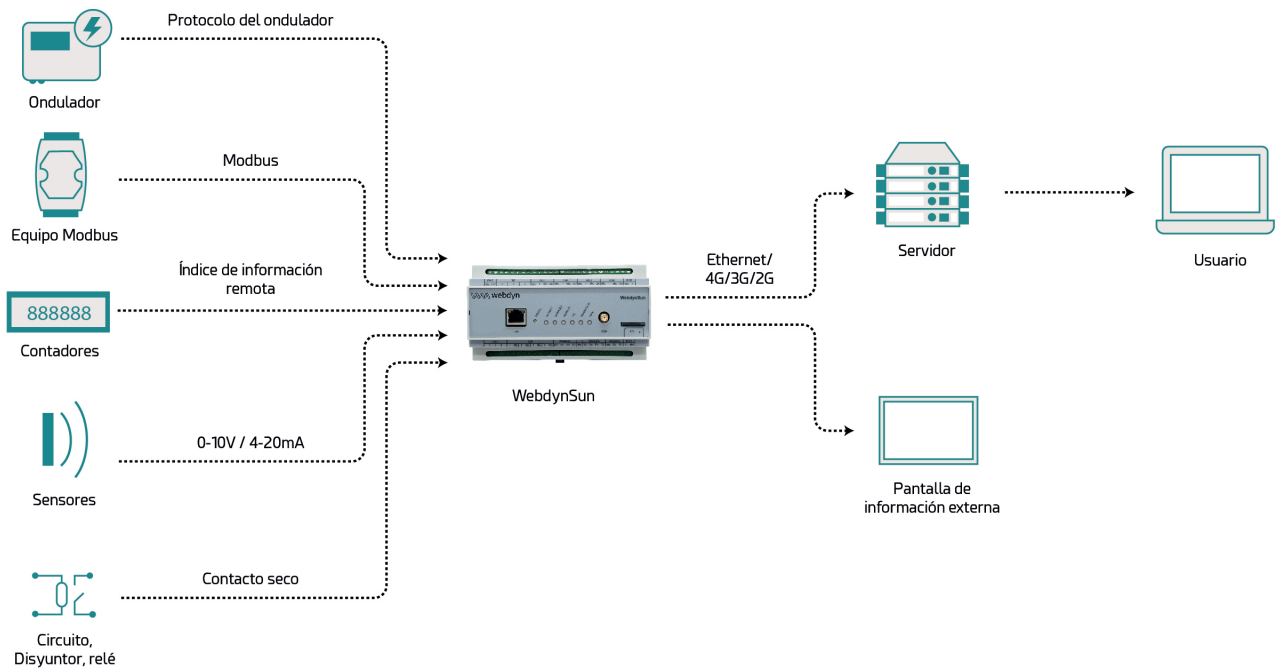 Protocolo del ondulador
Ondulador
Modbus
Equipo Modbus
Índice de información
remota
888888
Contadores
0-10V / 4-20mA
Sensores
Contacto seco
Circuito,
Disyuntor, relé
webdyn
WebdynSun
WebdynSun
Ethernet/
4G/3G/2G
Servidor
Usuario
Pantalla de
información externa